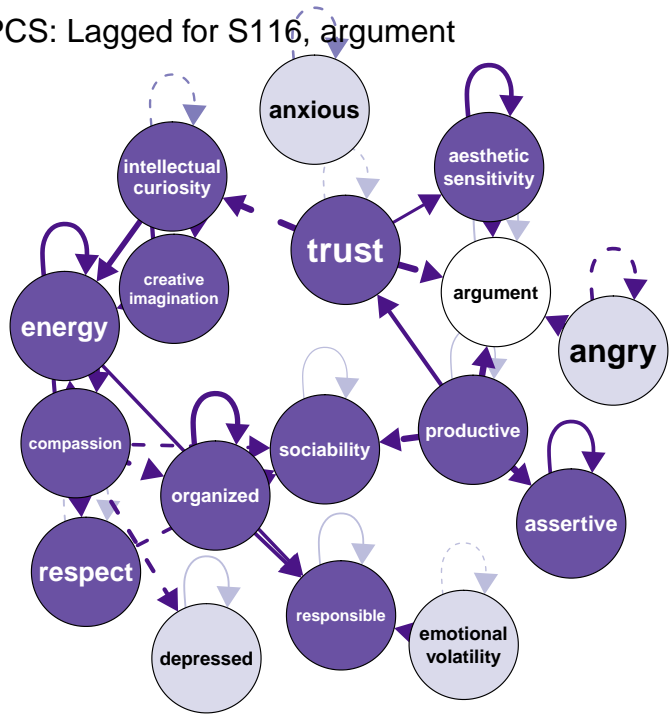 PCS: Lagged for S116, argument
anxious
intellectual
curiosity
aesthetic
sensitivity
trust
creative
imagination
argument
energy
angry
compassion
sociability
productive
organized
assertive
respect
responsible
emotional
volatility
depressed